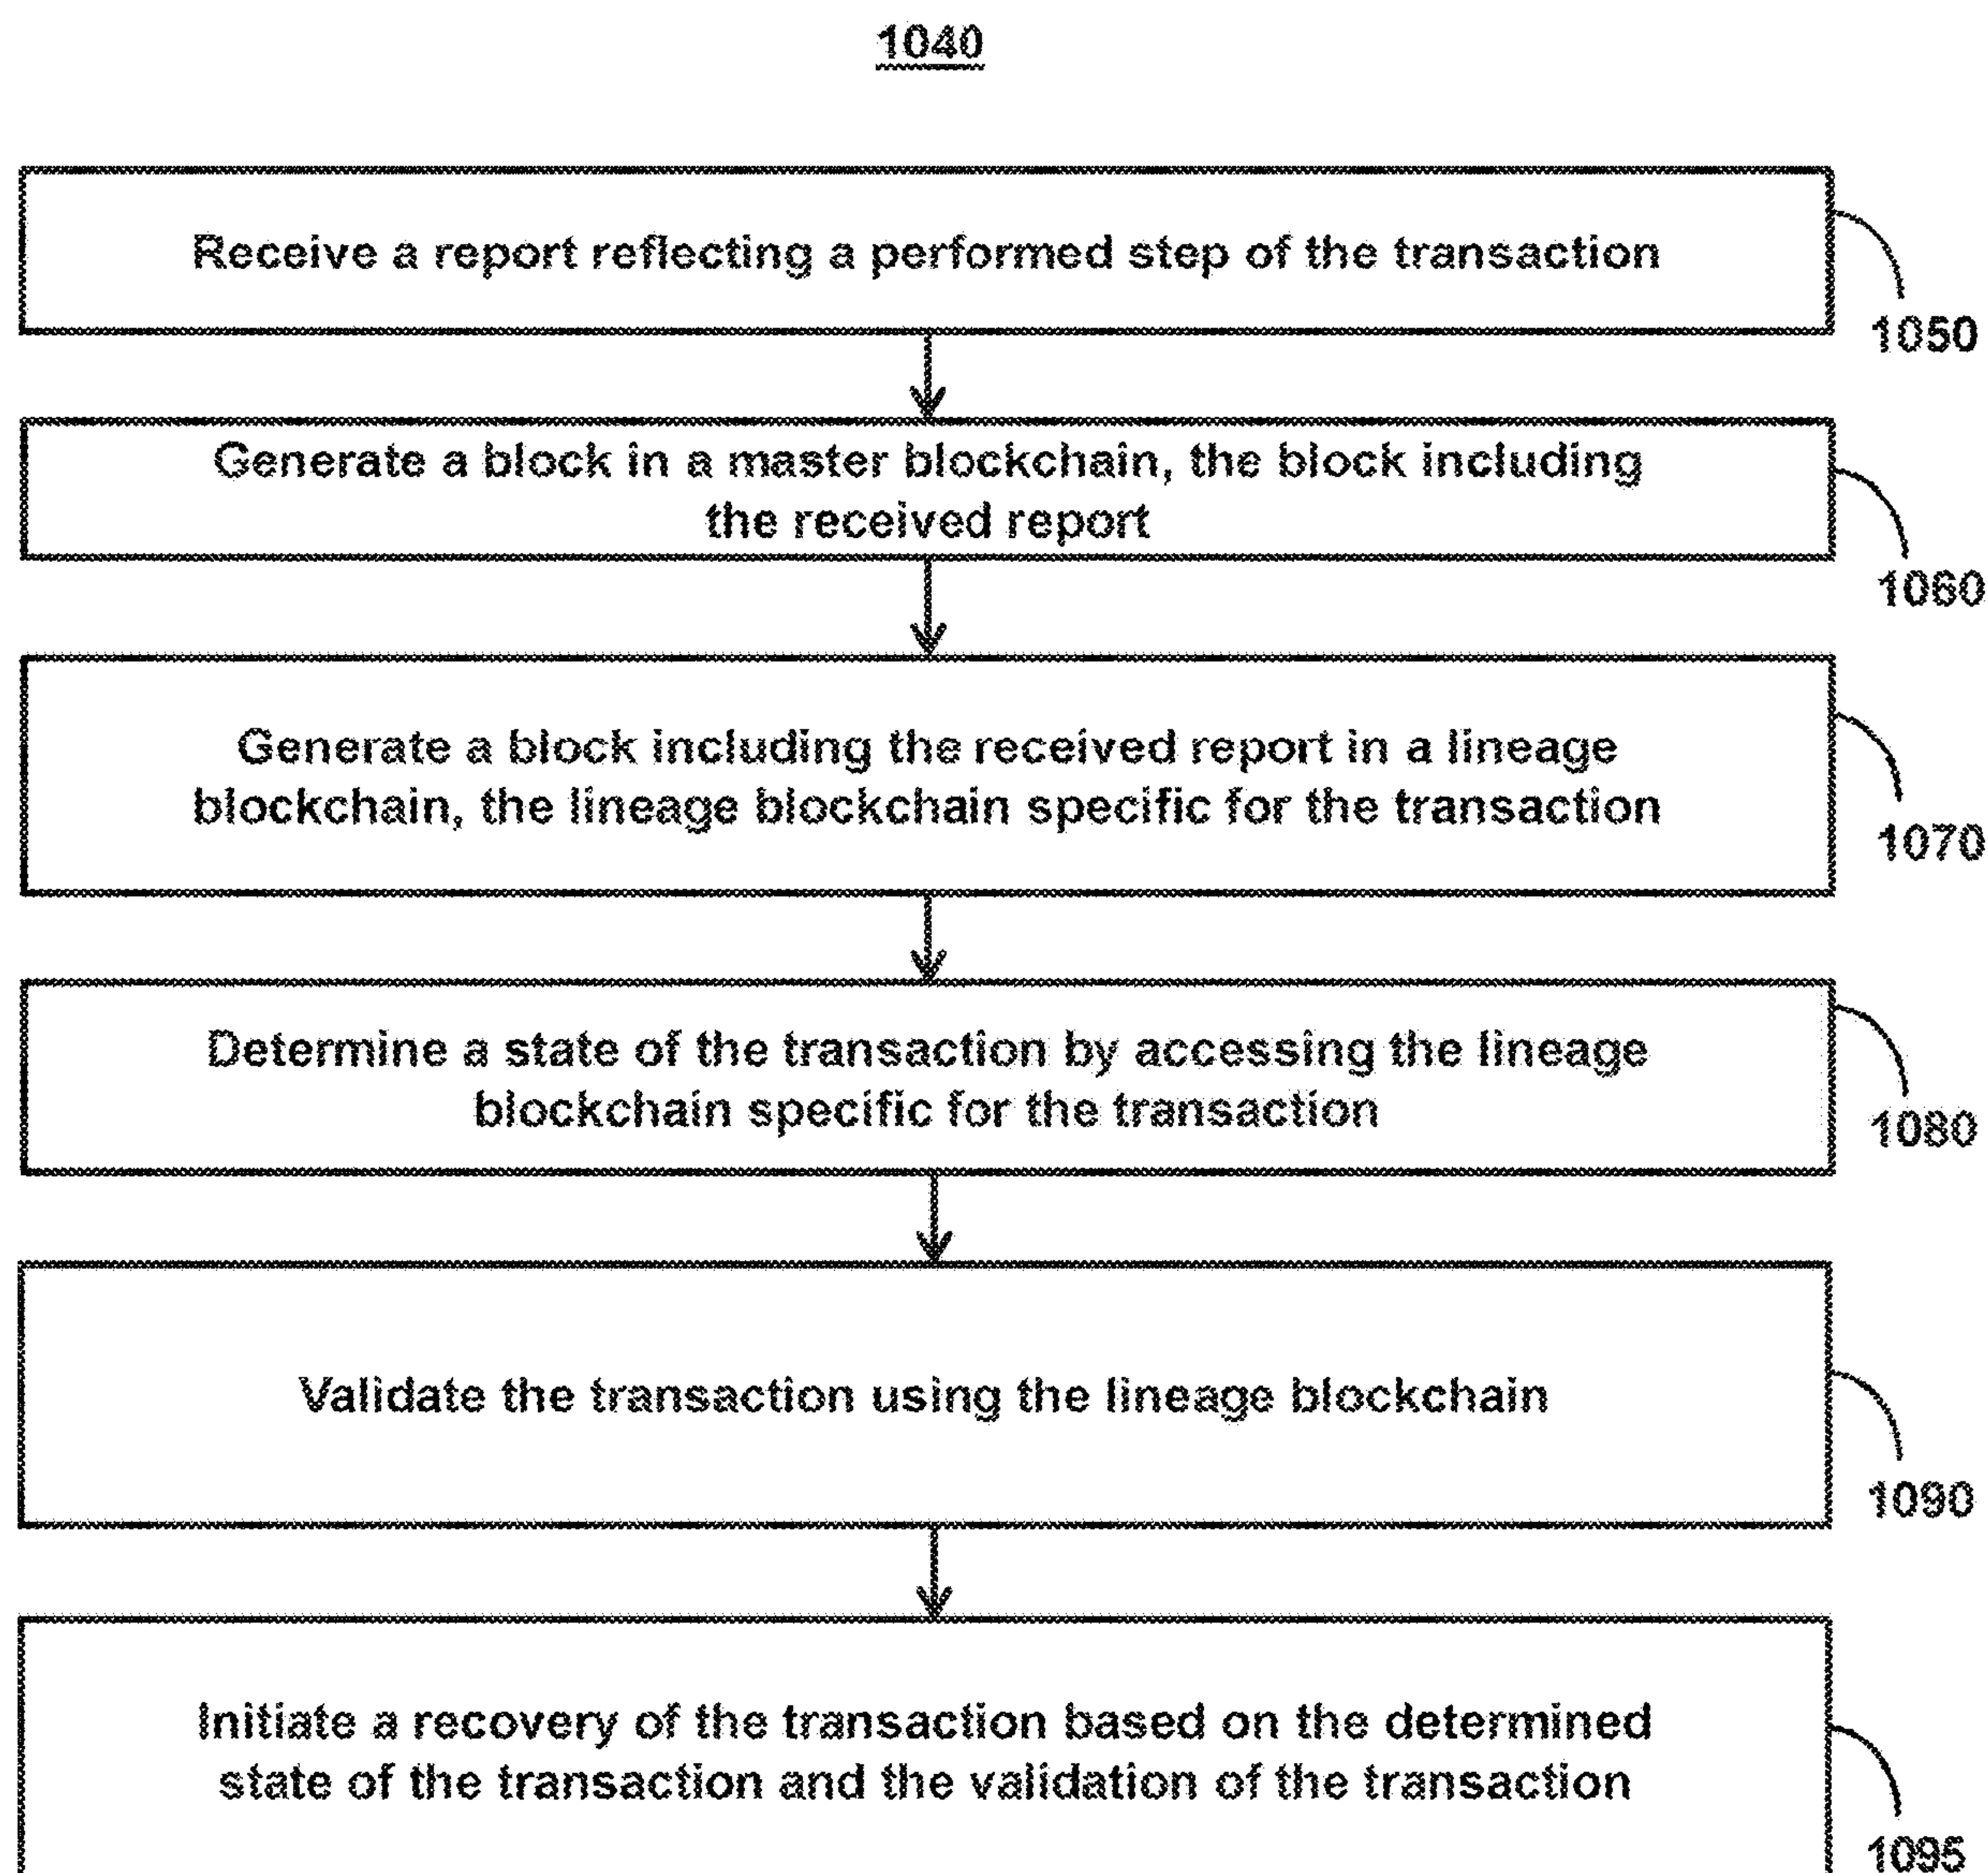 1040
Receive a report reflecting a performed step of the transaction
1050
Generate a block in a master blockchain, the block including
the received report
1060
Generate a block including the received report in a lineage
blockchain, the lineage blockchain specific for the transaction
1070
Determine a state of the transaction by accessing the lineage
blockchain specific for the transaction
1080
Validate the transaction using the lineage blockchain
1090
Initiate a recovery of the transaction based on the determined
state of the transaction and the validation of the transaction
1095